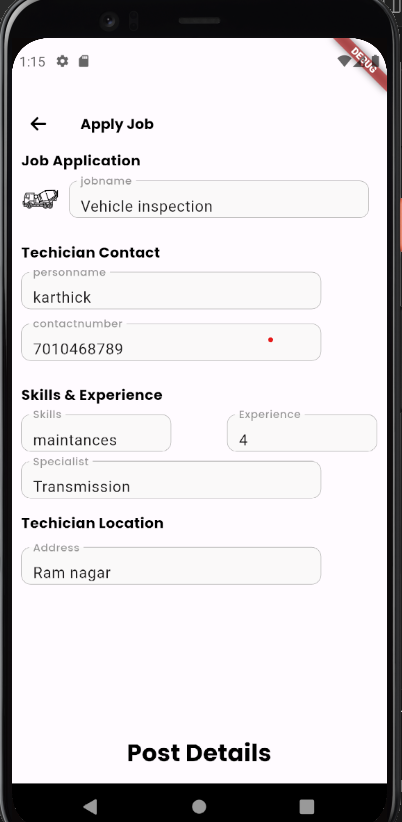 1:15
DEBUG
Apply Job
Job Application
jobname
Vehicle inspection
Techician Contact
personname
karthick
contactnumber
7010468789
Skills & Experience
Skills Experience
maintances 4
Specialist
Transmission
Techician Location
Address
Ram nagar
Post Details